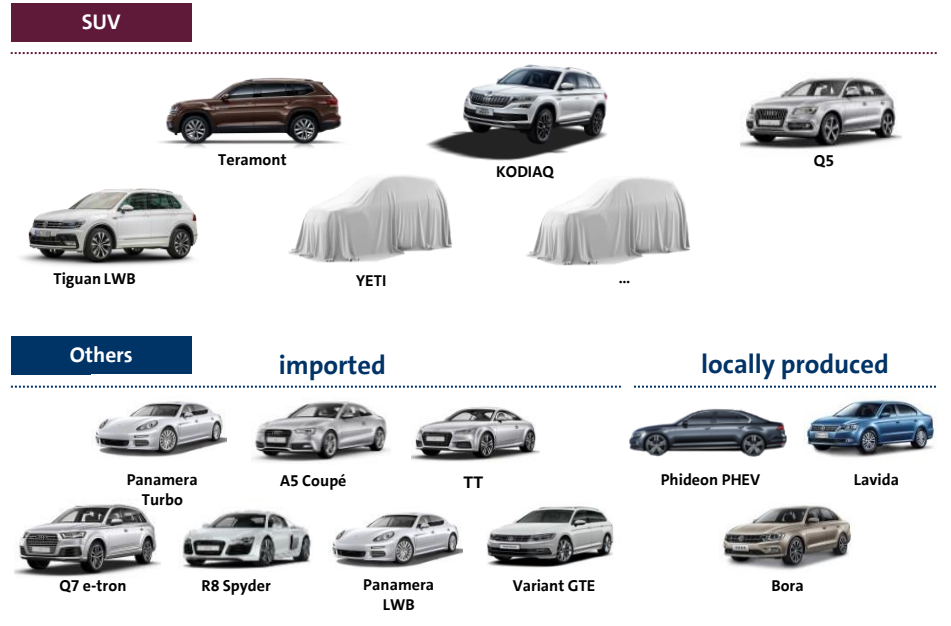 SUV
Teramont
KODIAQ
Q5
Tiguan LWB
YETI
...
Others
imported
locally produced
Panamera
Turbo
A5 Coupé
TT
Phideon PHEV
Lavida
Q7 e-tron
R8 Spyder
Panamera
LWB
Variant GTE
Bora